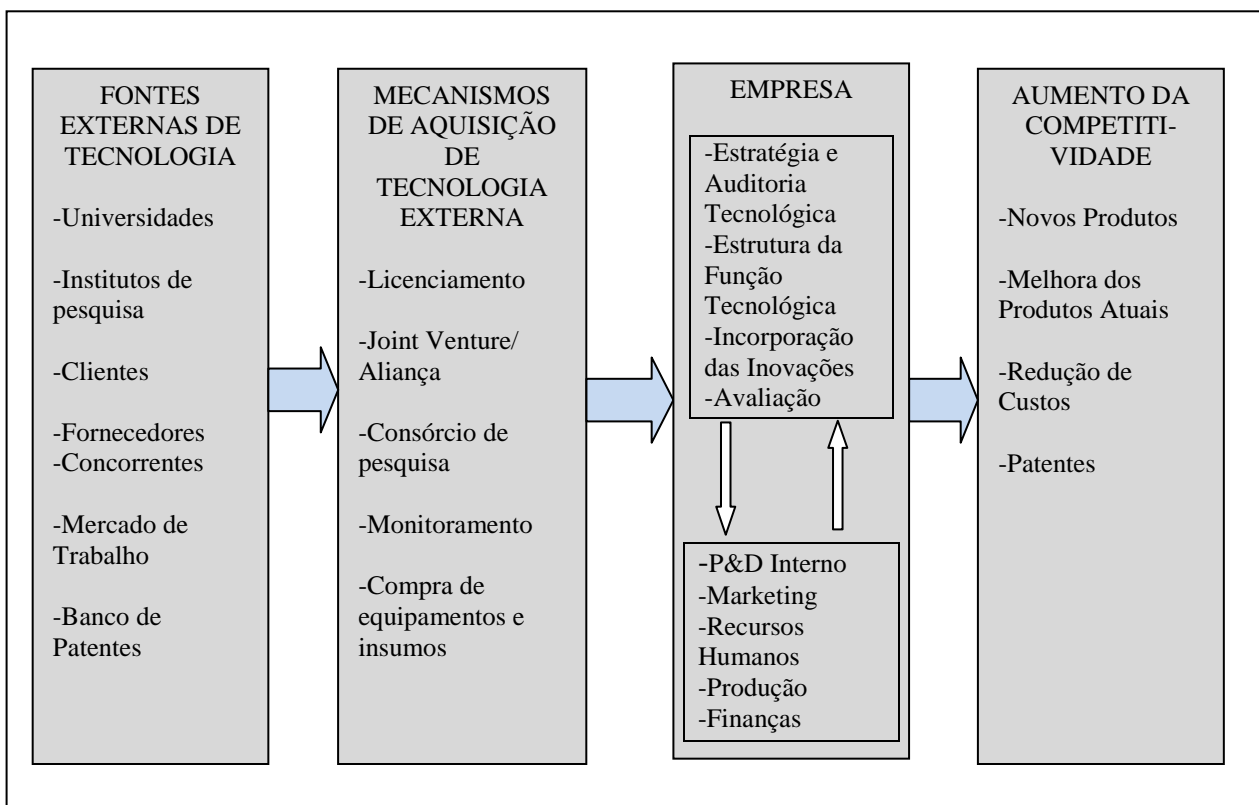 FONTES
EXTERNAS DE
TECNOLOGIA
-Universidades
-Institutos de
pesquisa
-Clientes
-Fornecedores
-Concorrentes
-Mercado de
Trabalho
-Banco de
Patentes
MECANISMOS
DE AQUISIÇÃO
DE
TECNOLOGIA
EXTERNA
-Licenciamento
-Joint Venture/
Aliança
-Consórcio de
pesquisa
-Monitoramento
-Compra de
equipamentos e
insumos
EMPRESA
-Estratégia e
Auditoria
Tecnológica
-Estrutura da
Função
Tecnológica
-Incorporação
das Inovações
-Avaliação
-P&D Interno
-Marketing
-Recursos
Humanos
-Produção
-Finanças
AUMENTO DA
COMPETITI-
VIDADE
-Novos Produtos
-Melhora dos
Produtos Atuais
-Redução de
Custos
-Patentes